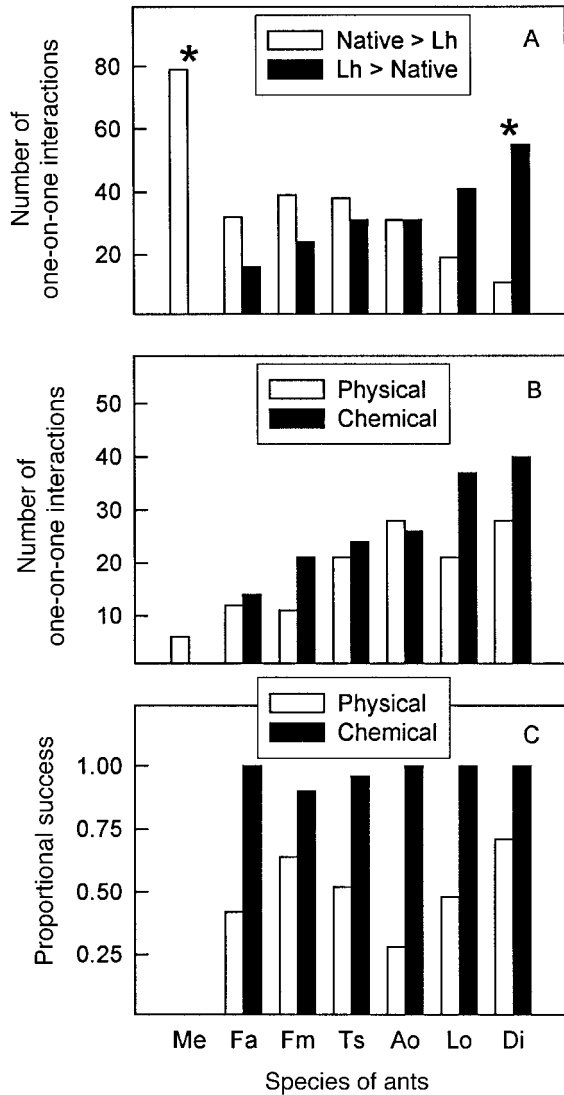 Native > Lh
Lh > Native
A
*
*
80
60
40
20
Number of
one-on-one interactions
Physical
Chemical
B
50
40
30
20
10
Number of
one-on-one interactions
Physical
Chemical
C
1.00
0.75
0.50
0.25
Proportional success
Me Fa Fm Ts Ao Lo Di
Species of ants